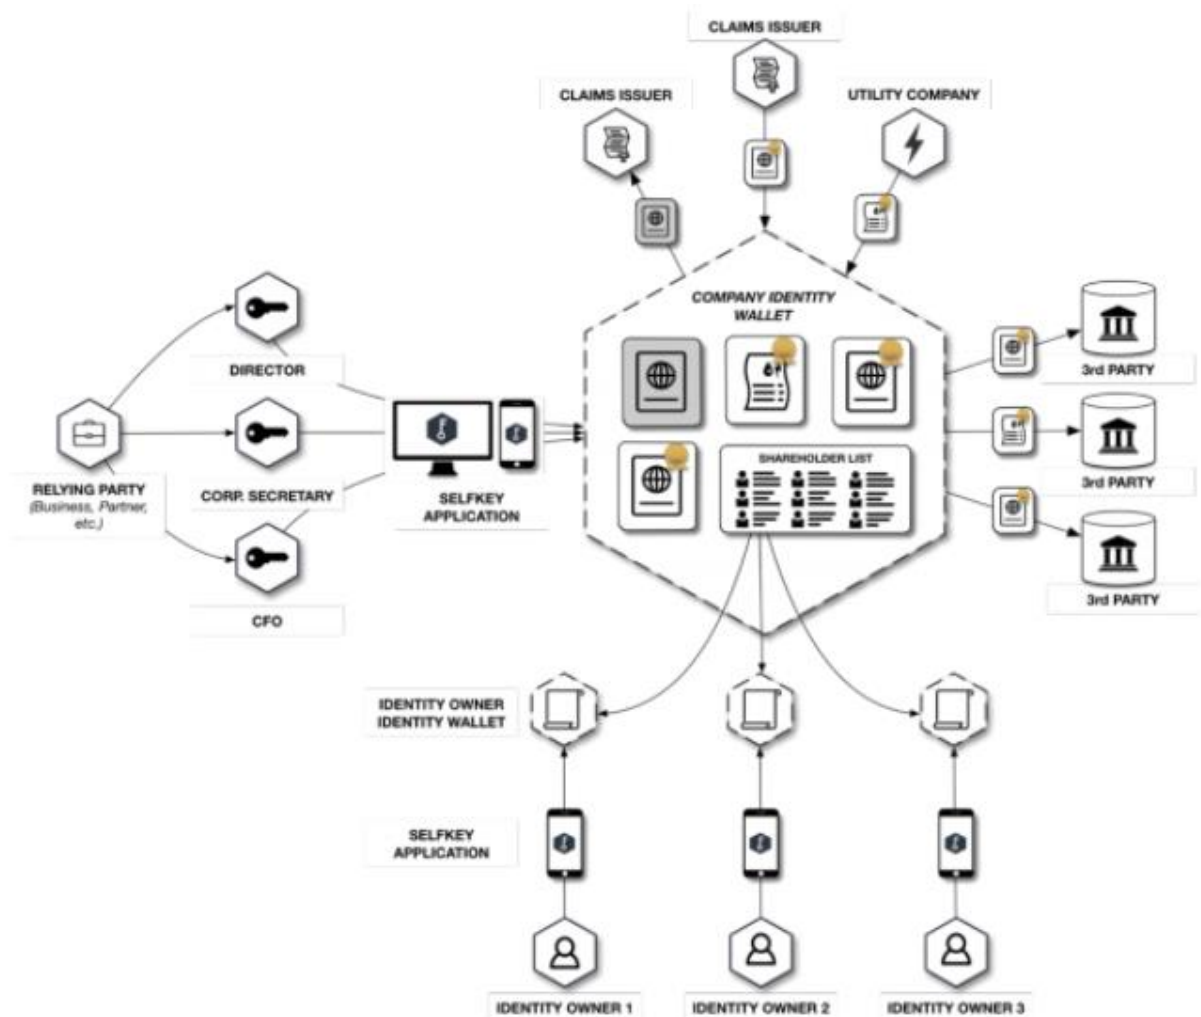 CLAIMS ISSUER
CLAIMS ISSUER
UTILITY COMPANY
COMPANY IDENTITY
WALLET
DIRECTOR
3rd PARTY
SHAREHOLDER LIST
RELYING PARTY
(Business, Partner,
etc.)
CORP. SECRETARY
SELFKEY
APPLICATION
3rd PARTY
CFO
3rd PARTY
IDENTITY OWNER
IDENTITY WALLET
SELFKEY
APPLICATION
IDENTITY OWNER 1
IDENTITY OWNER 2
IDENTITY OWNER 3